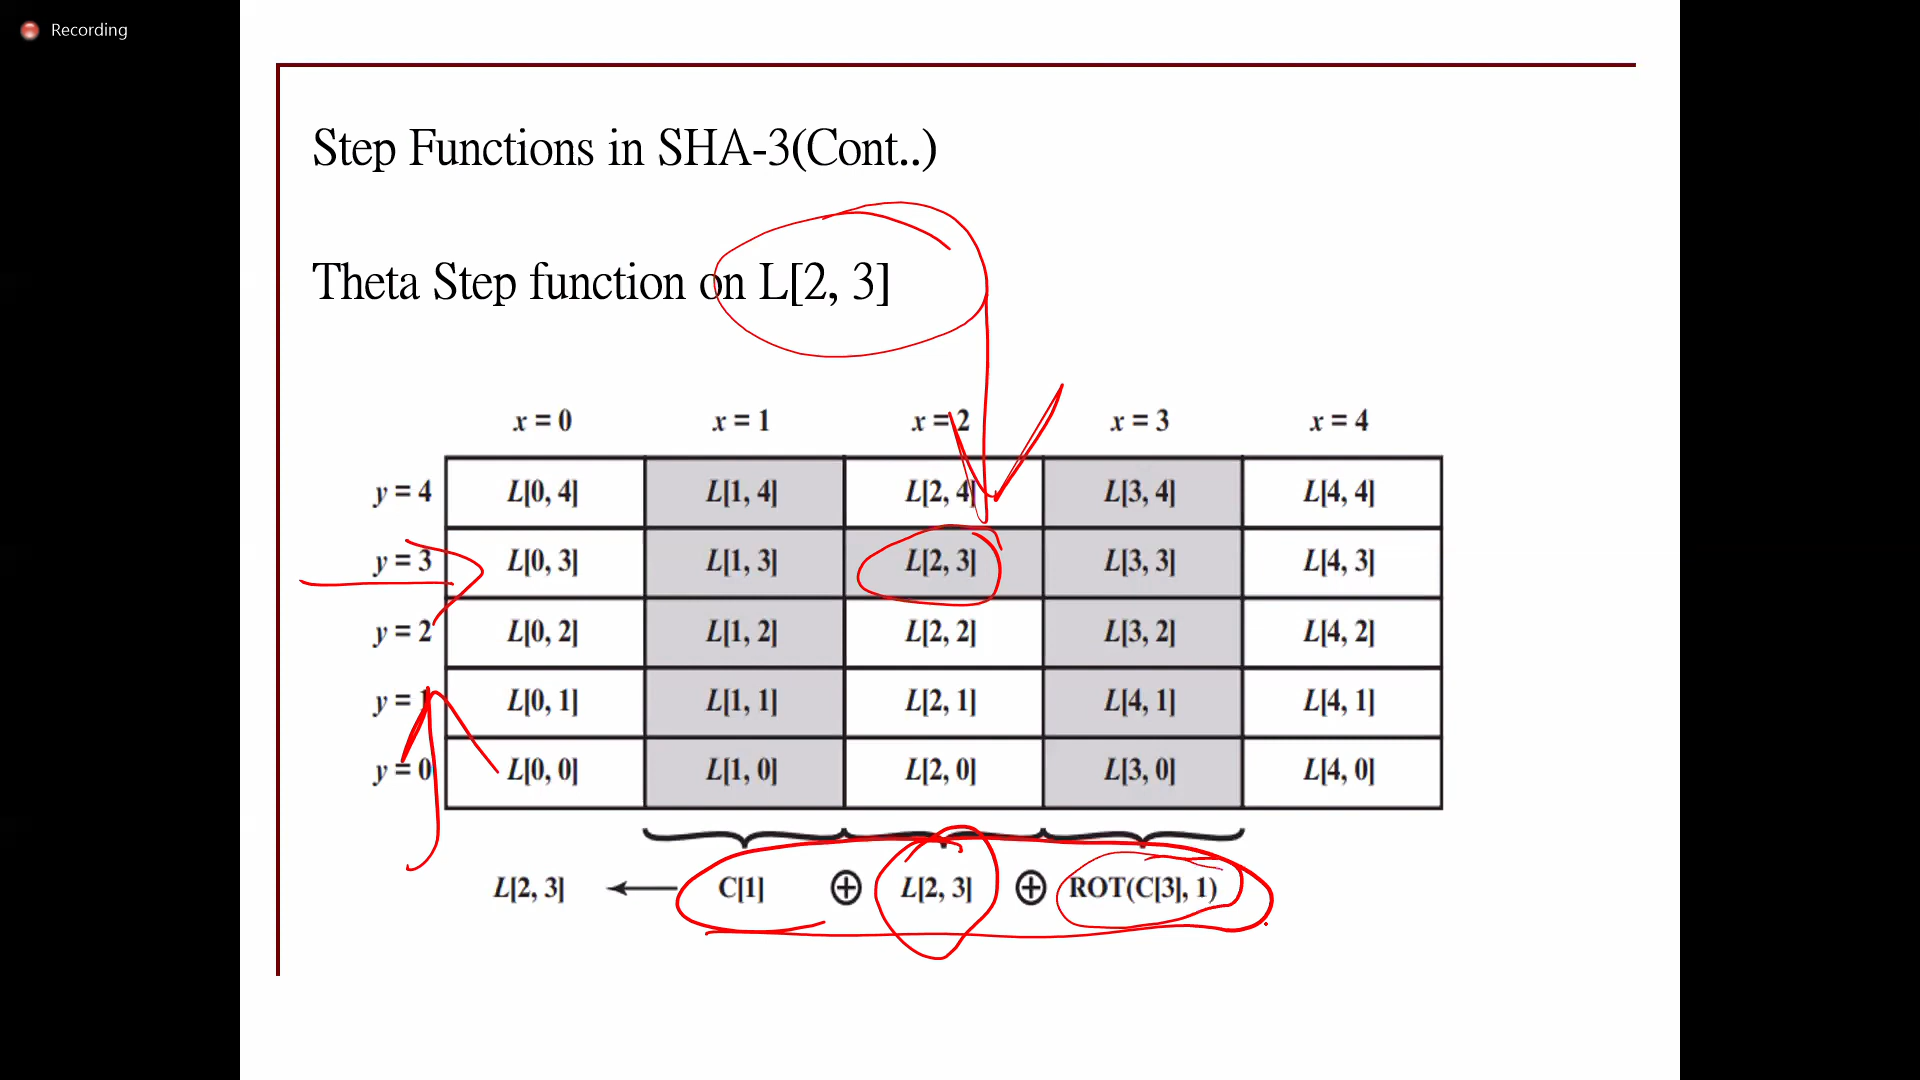 Recording
Step Functions in SHA-3(Cont..)
Theta Step function on L[2, 3]
x = 0 x = 1 x = 2 x = 3 x = 4
y = 4 L[0, 4] L[1, 4] L[2, 4] L[3, 4] L[4, 4]
y = 3 L[0, 3] L[1, 3] L[2, 3] L[3, 3] L[4, 3]
y = 2 L[0, 2] L[1, 2] L[2, 2] L[3, 2] L[4, 2]
y = 1 L[0, 1] L[1, 1] L[2, 1] L[4, 1] L[4, 1]
y = 0 L[0, 0] L[1, 0] L[2, 0] L[3, 0] L[4, 0]
L[2, 3] ← C[1] ⊕ L[2, 3] ⊕ ROT(C[3], 1)